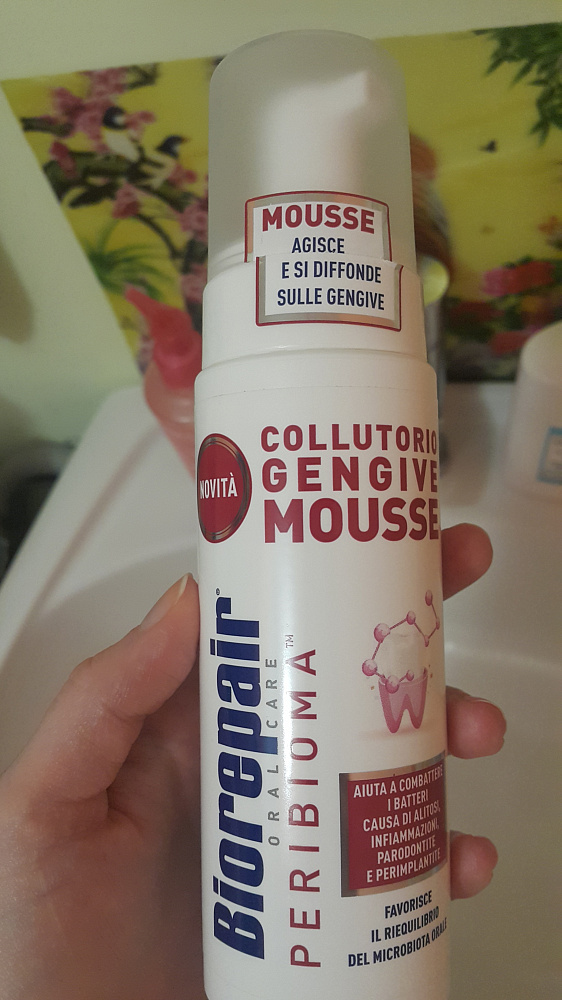 MOUSSE
AGISCE
E SI DIFFONDE
SULLE GENGIVE
NOVITÀ
COLLUTORIO
GENGIVE
MOUSSE
Biorepair®
ORAL CARE
PERIBIOMA™
AIUTA A COMBATTERE
I BATTERI
CAUSA DI ALITOSI,
INFIAMMAZIONI,
PARODONTITE
E PERIMPLANTITE
FAVORISCE
IL RIEQUILIBRIO
DEL MICROBIOTA ORALE